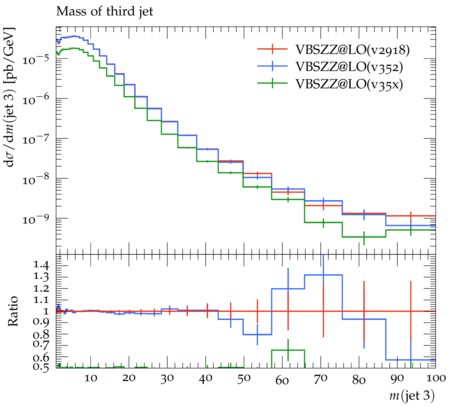 Mass of third jet
dσ/dm(jet 3) [pb/GeV]
VBSZZ@LO(v2918)
VBSZZ@LO(v352)
VBSZZ@LO(v35x)
10⁻⁵
10⁻⁶
10⁻⁷
10⁻⁸
10⁻⁹
Ratio
1.4
1.3
1.2
1.1
1
0.9
0.8
0.7
0.6
0.5
10 20 30 40 50 60 70 80 90 100
m(jet 3)